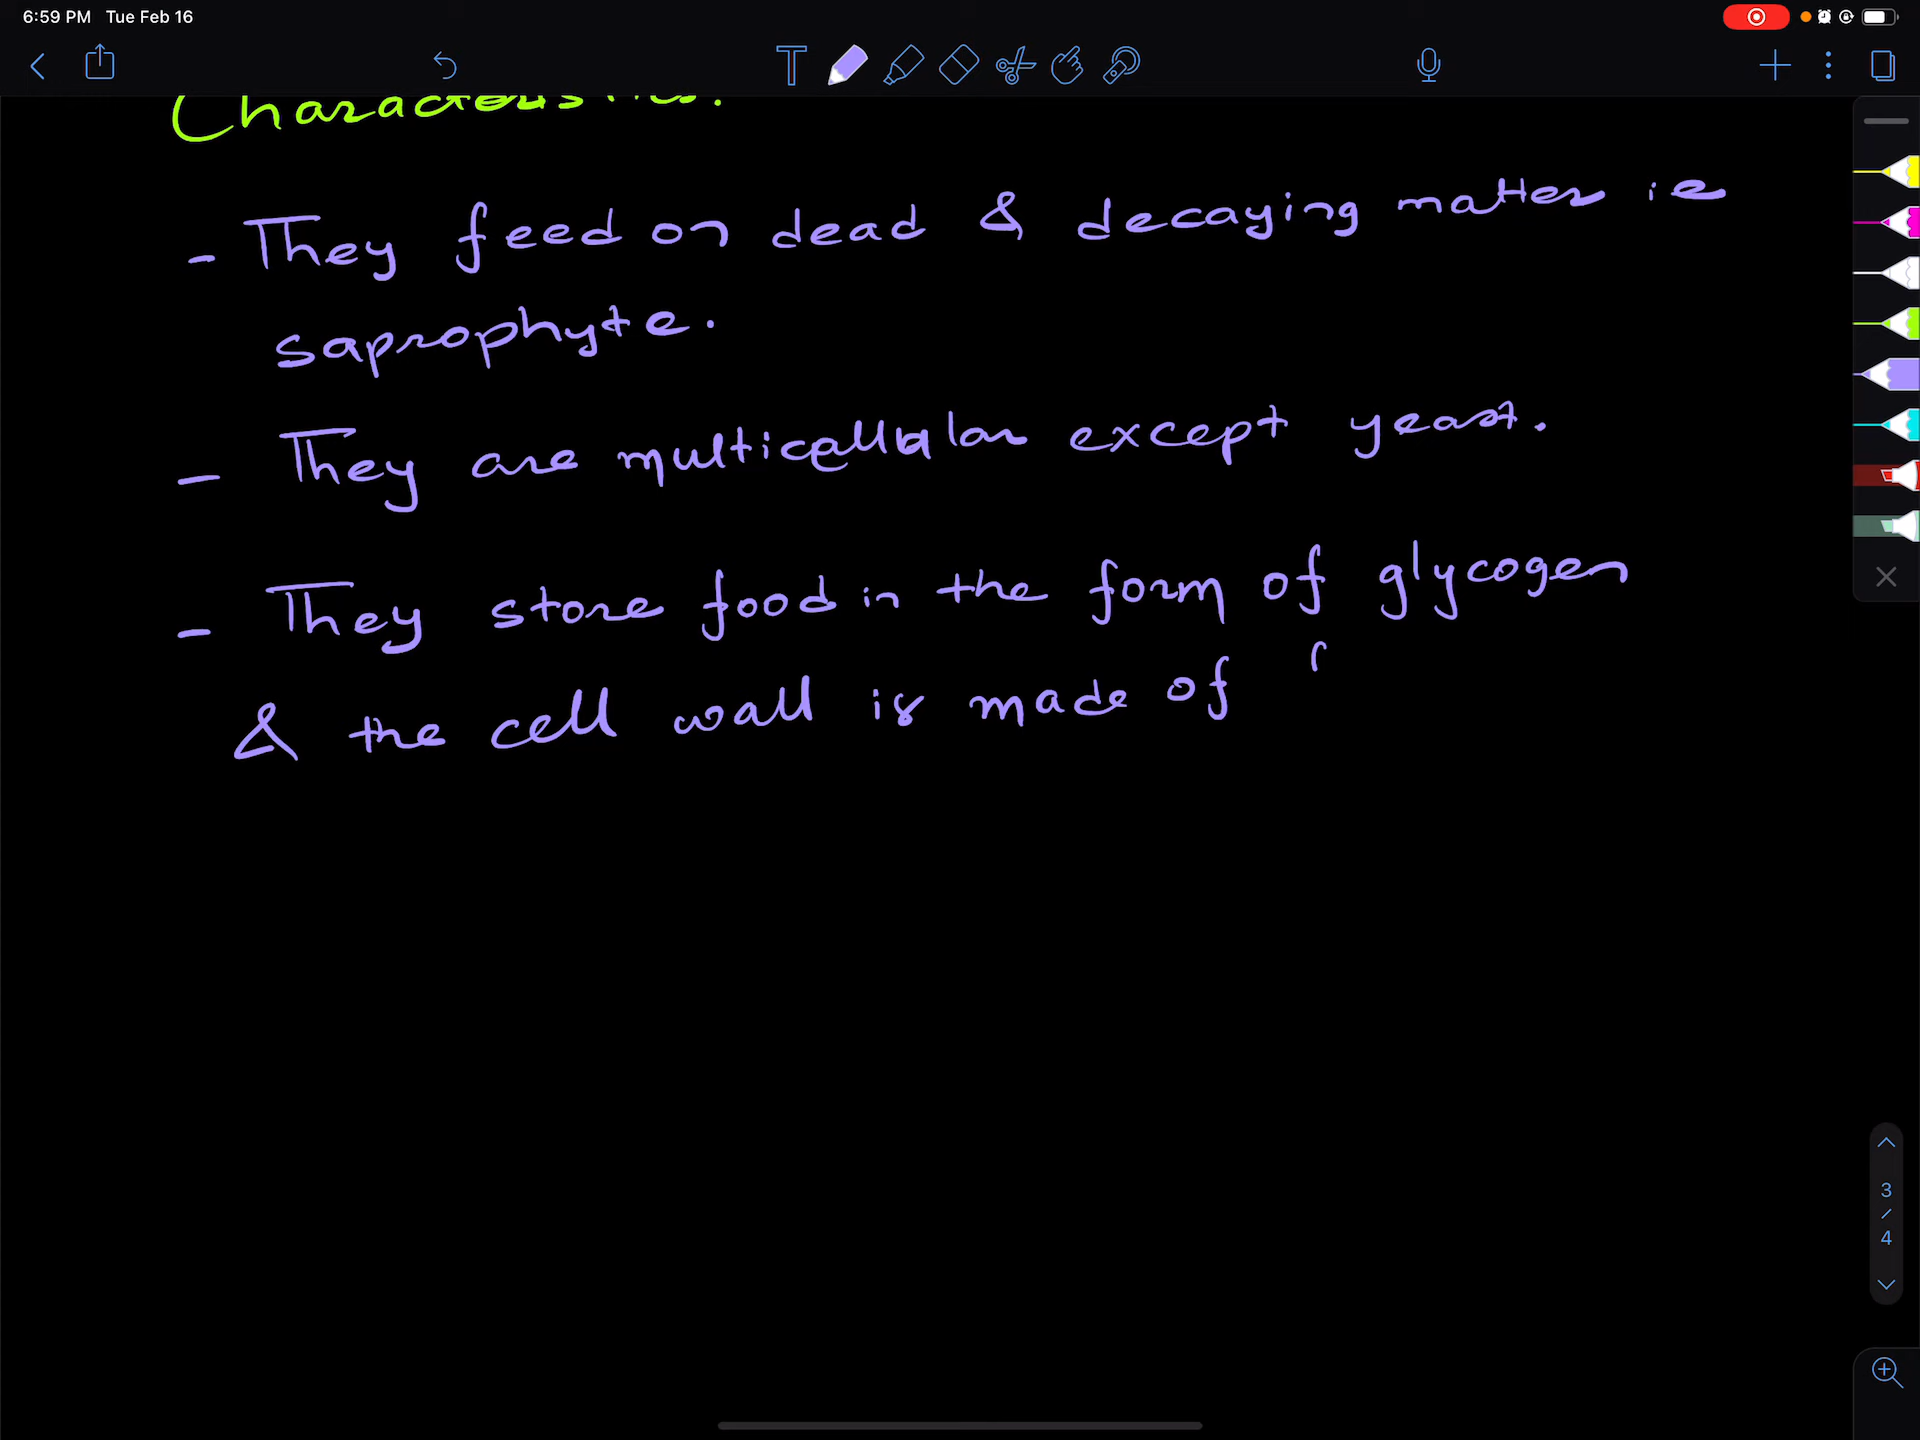 6:59 PM Tue Feb 16
Characteristics.
- They feed on dead & decaying matter ie
saprophyte.
- They are multicellular except yeast.
- They store food in the form of glycogen
& the cell wall is made of
3
/
4